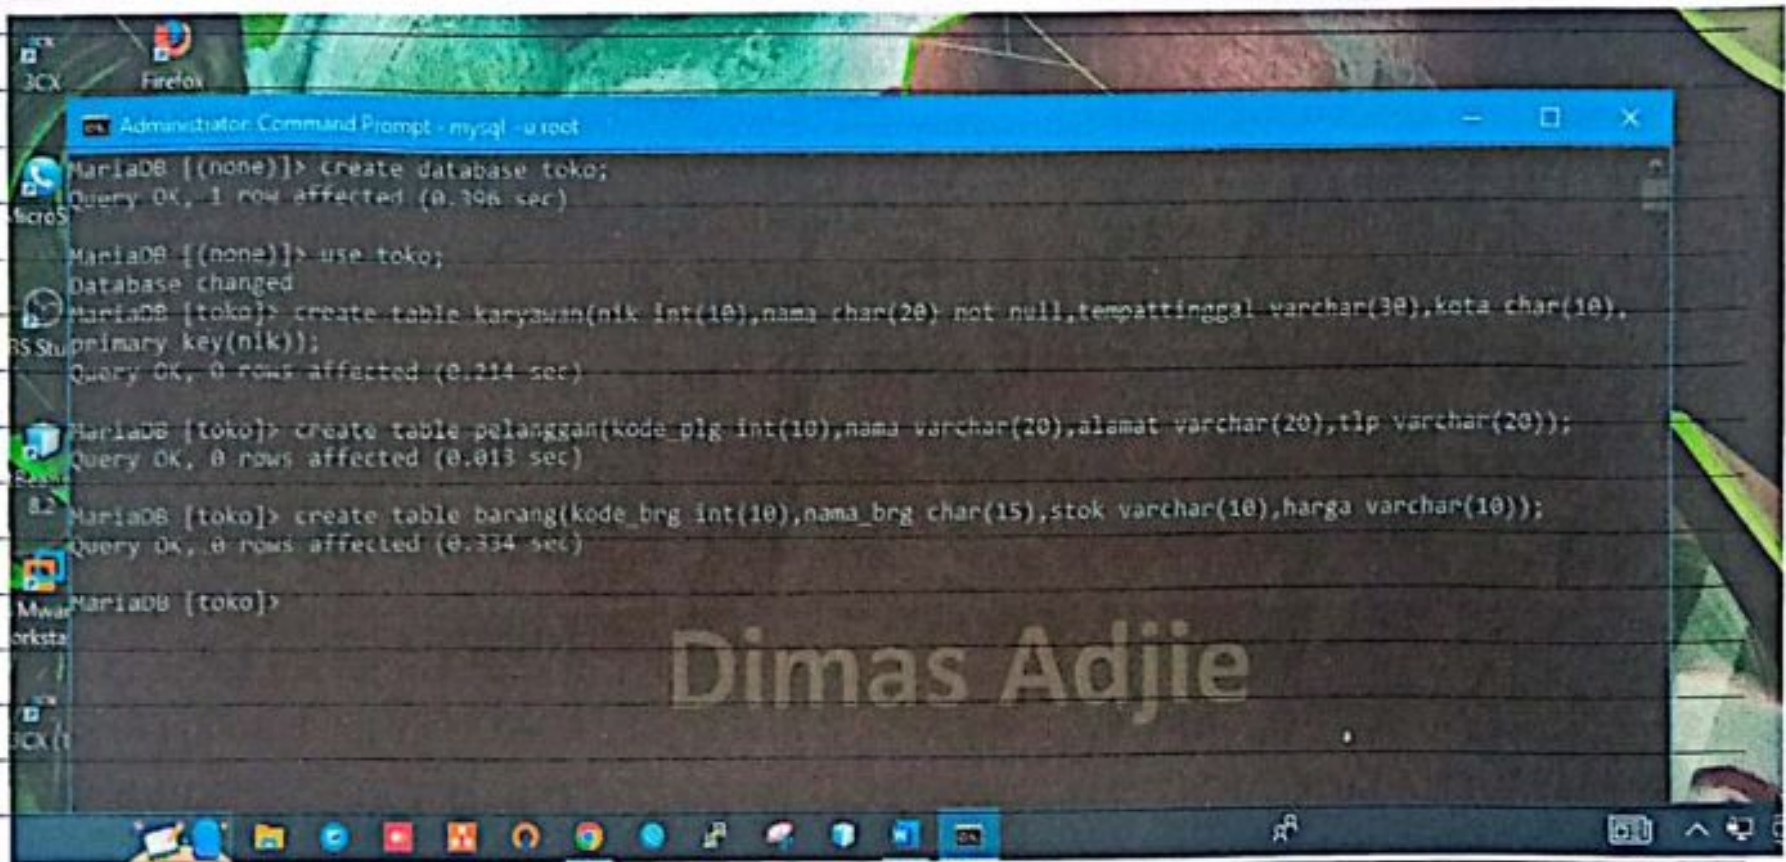 3CX
Firefox
Administrator: Command Prompt - mysql -u root
MariaDB [(none)]> create database toko;
Query OK, 1 row affected (0.396 sec)
MariaDB [(none)]> use toko;
Database changed
MariaDB [toko]> create table karyawan(nik int(10),nama char(20) not null,tempattinggal varchar(30),kota char(10),
primary key(nik));
Query OK, 0 rows affected (0.214 sec)
MariaDB [toko]> create table pelanggan(kode_plg int(10),nama varchar(20),alamat varchar(20),tlp varchar(20));
Query OK, 0 rows affected (0.013 sec)
MariaDB [toko]> create table barang(kode_brg int(10),nama_brg char(15),stok varchar(10),harga varchar(10));
Query OK, 0 rows affected (0.334 sec)
MariaDB [toko]>
Dimas Adjie
8.2